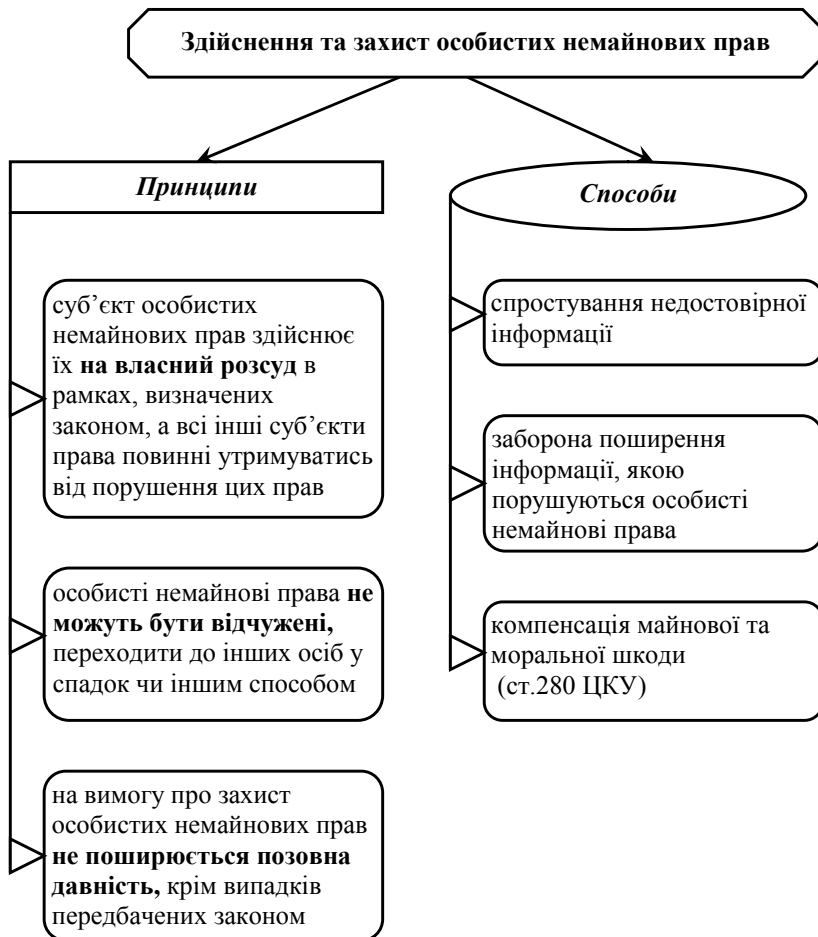 Здійснення та захист особистих немайнових прав
Принципи
суб’єкт особистих
немайнових прав здійснює
їх на власний розсуд в
рамках, визначених
законом, а всі інші суб’єкти
права повинні утримуватись
від порушення цих прав
особисті немайнові права не
можуть бути відчужені,
переходити до інших осіб у
спадок чи іншим способом
на вимогу про захист
особистих немайнових прав
не поширюється позовна
давність, крім випадків
передбачених законом
Способи
спростування недостовірної
інформації
заборона поширення
інформації, якою
порушуються особисті
немайнові права
компенсація майнової та
моральної шкоди
(ст.280 ЦКУ)